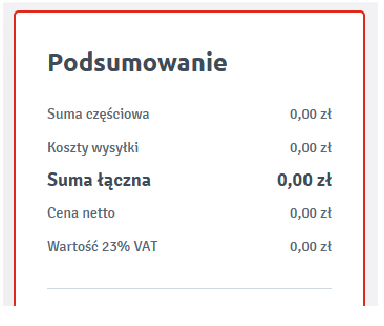 Podsumowanie
Suma częściowa 0,00 zł
Koszty wysyłki 0,00 zł
Suma łączna 0,00 zł
Cena netto 0,00 zł
Wartość 23% VAT 0,00 zł